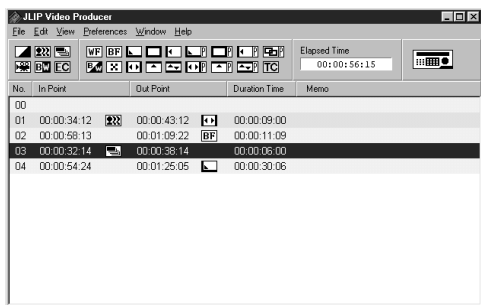 JLIP Video Producer
File Edit View Preferences Window Help
WF BF P P P P Elapsed Time
BW EC B/W P P P TC 00:00:56:15
No. In Point Out Point Duration Time Memo
00
01 00:00:34:12 00:00:43:12 00:00:09:00
02 00:00:58:13 00:01:09:22 BF 00:00:11:09
03 00:00:32:14 00:00:38:14 00:00:06:00
04 00:00:54:24 00:01:25:05 00:00:30:06